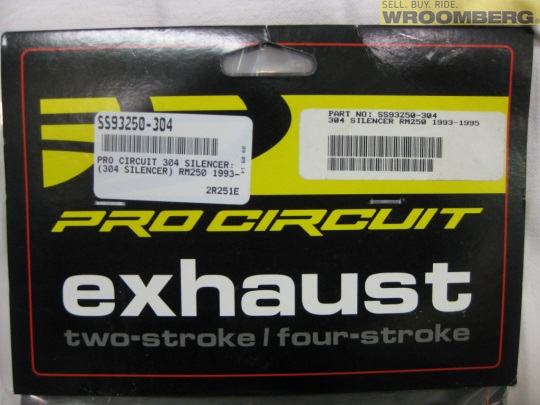 SELL. BUY. RIDE.
WROOMBERG
SS93250-304
PRO CIRCUIT 304 SILENCER:
(304 SILENCER) RM250 1993-
2R251E
PART NO: SS93250-304
304 SILENCER RM250 1993-1995
PRO CIRCUIT
exhaust
two-stroke / four-stroke